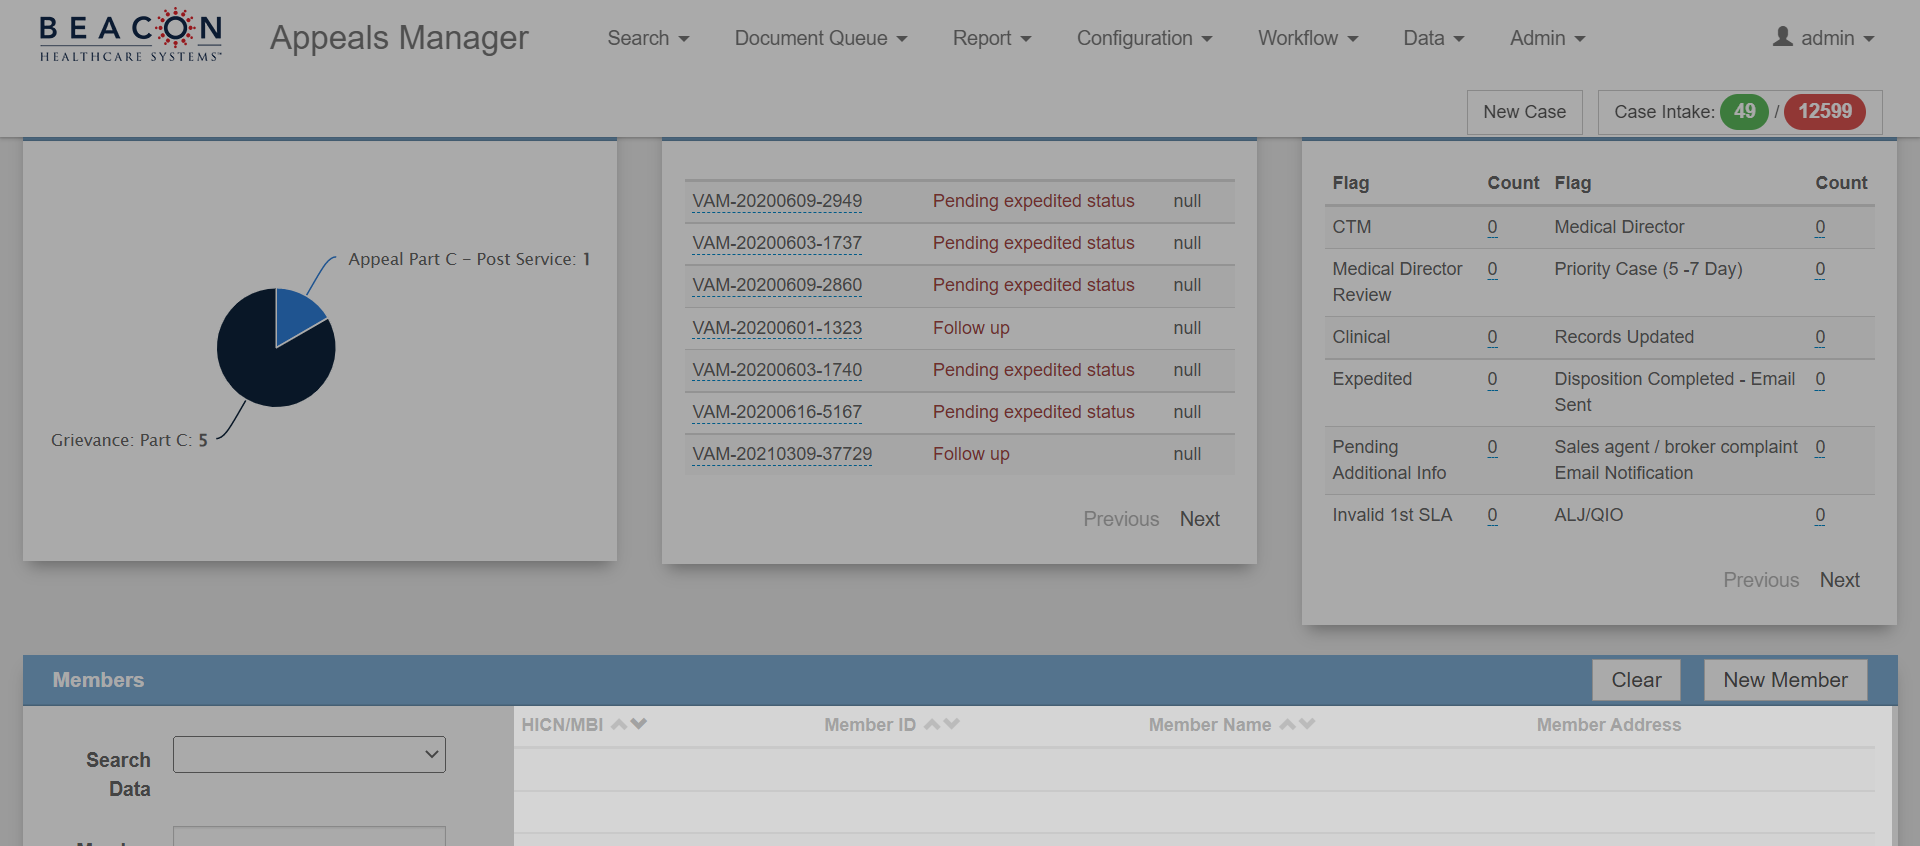 BEACON
HEALTHCARE SYSTEMS™
Appeals Manager
Search
Document Queue
Report
Configuration
Workflow
Data
Admin
admin
New Case
Case Intake: 49 / 12599
Appeal Part C - Post Service: 1
Grievance: Part C: 5
VAM-20200609-2949 Pending expedited status null
VAM-20200603-1737 Pending expedited status null
VAM-20200609-2860 Pending expedited status null
VAM-20200601-1323 Follow up null
VAM-20200603-1740 Pending expedited status null
VAM-20200616-5167 Pending expedited status null
VAM-20210309-37729 Follow up null
Previous Next
Flag Count Flag Count
CTM 0 Medical Director 0
Medical Director 0 Priority Case (5 -7 Day) 0
Review
Clinical 0 Records Updated 0
Expedited 0 Disposition Completed - Email 0
Sent
Pending 0 Sales agent / broker complaint 0
Additional Info Email Notification
Invalid 1st SLA 0 ALJ/QIO 0
Previous Next
Members
Clear
New Member
Search
Data
HICN/MBI Member ID Member Name Member Address